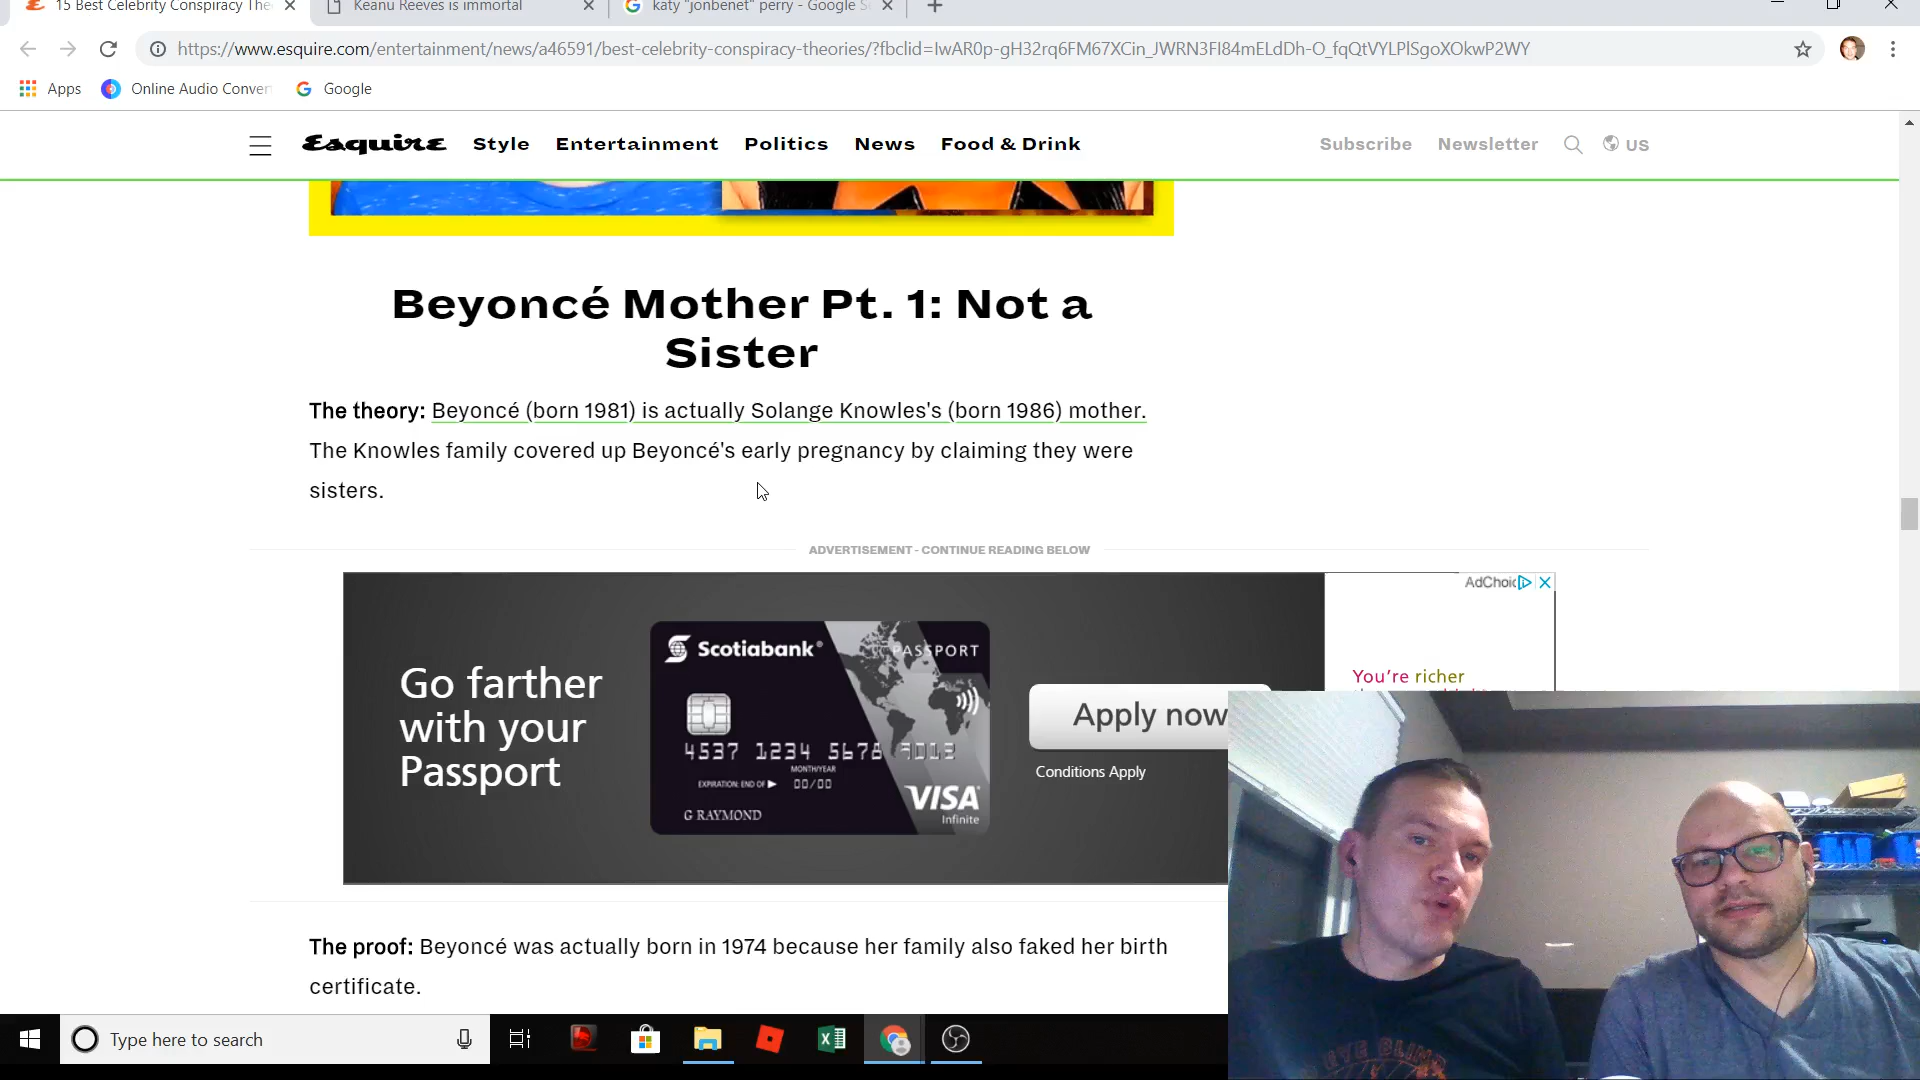 15 Best Celebrity Conspiracy The
Keanu Reeves is immortal
katy "jonbenet" perry - Google S
https://www.esquire.com/entertainment/news/a46591/best-celebrity-conspiracy-theories/?fbclid=IwAR0p-gH32rq6FM67XCin_JWRN3FI84mELdDh-O_fqQtVYLPlSgoXOkwP2WY
Apps
Online Audio Conver
Google
Esquire
Style
Entertainment
Politics
News
Food & Drink
Subscribe
Newsletter
US
Beyoncé Mother Pt. 1: Not a
Sister
The theory: Beyoncé (born 1981) is actually Solange Knowles's (born 1986) mother.
The Knowles family covered up Beyoncé's early pregnancy by claiming they were
sisters.
ADVERTISEMENT - CONTINUE READING BELOW
AdChoic
Go farther
with your
Passport
Scotiabank®
PASSPORT
4537 1234 5678 9013
MONTH/YEAR
EXPIRATION: END OF 00/00
G RAYMOND
VISA
Infinite
Apply now
Conditions Apply
You're richer
The proof: Beyoncé was actually born in 1974 because her family also faked her birth
certificate.
Type here to search